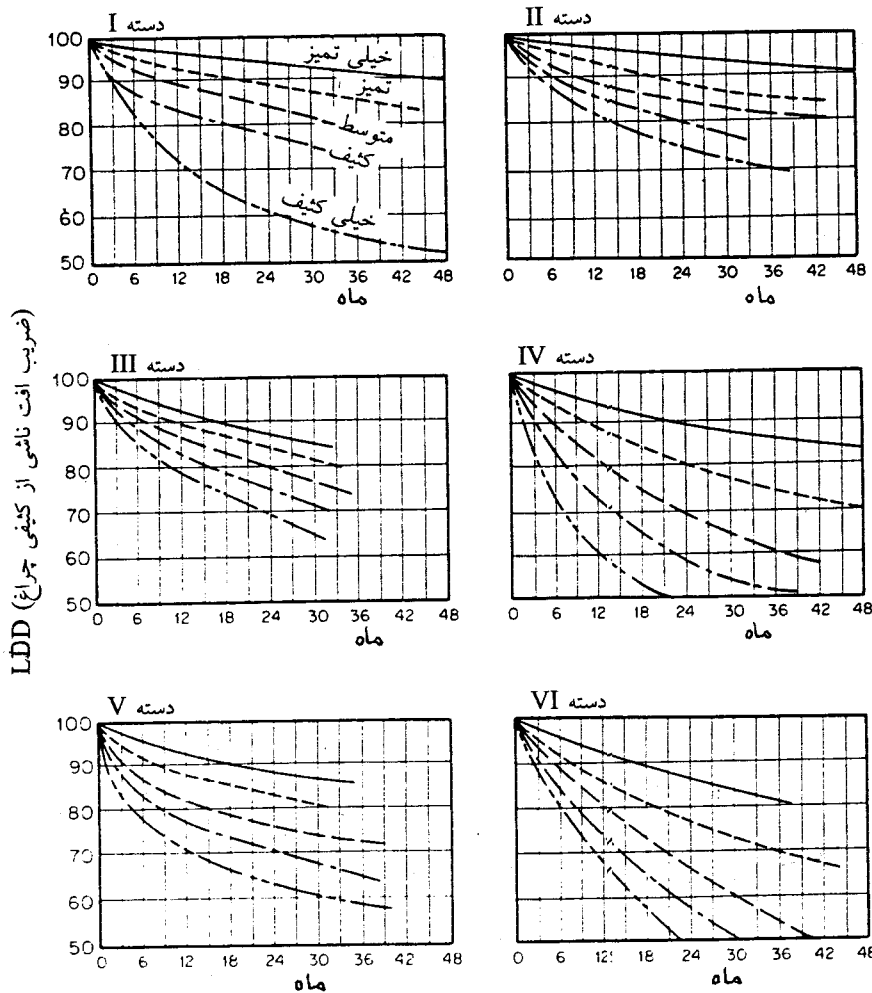 LDD (ضریب افت ناشی از کثیفی چراغ)
دسته I
100
90
80
70
60
50
خیلی تمیز
تمیز
متوسط
کثیف
خیلی کثیف
0 6 12 18 24 30 36 42 48
ماه
دسته II
0 6 12 18 24 30 36 42 48
ماه
دسته III
100
90
80
70
60
50
0 6 12 18 24 30 36 42 48
ماه
دسته IV
0 6 12 18 24 30 36 42 48
ماه
دسته V
100
90
80
70
60
50
0 6 12 18 24 30 36 42 48
ماه
دسته VI
0 6 12 18 24 30 36 42 48
ماه